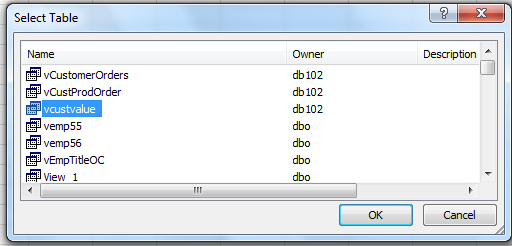 Select Table
Name Owner Description
vCustomerOrders db102
vCustProdOrder db102
vcustvalue db102
vemp55 dbo
vemp56 dbo
vEmpTitleOC dbo
View_1 dbo
OK Cancel